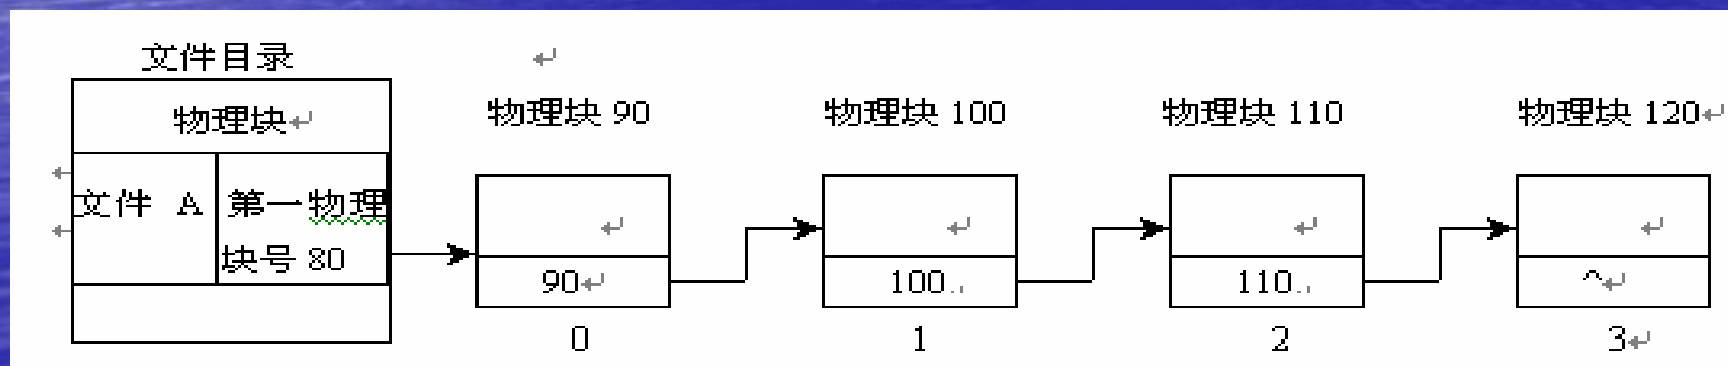 文件目录
物理块
文件 A
第一物理
块号 80
物理块 90
物理块 100
物理块 110
物理块 120
90
100
110
^
0
1
2
3